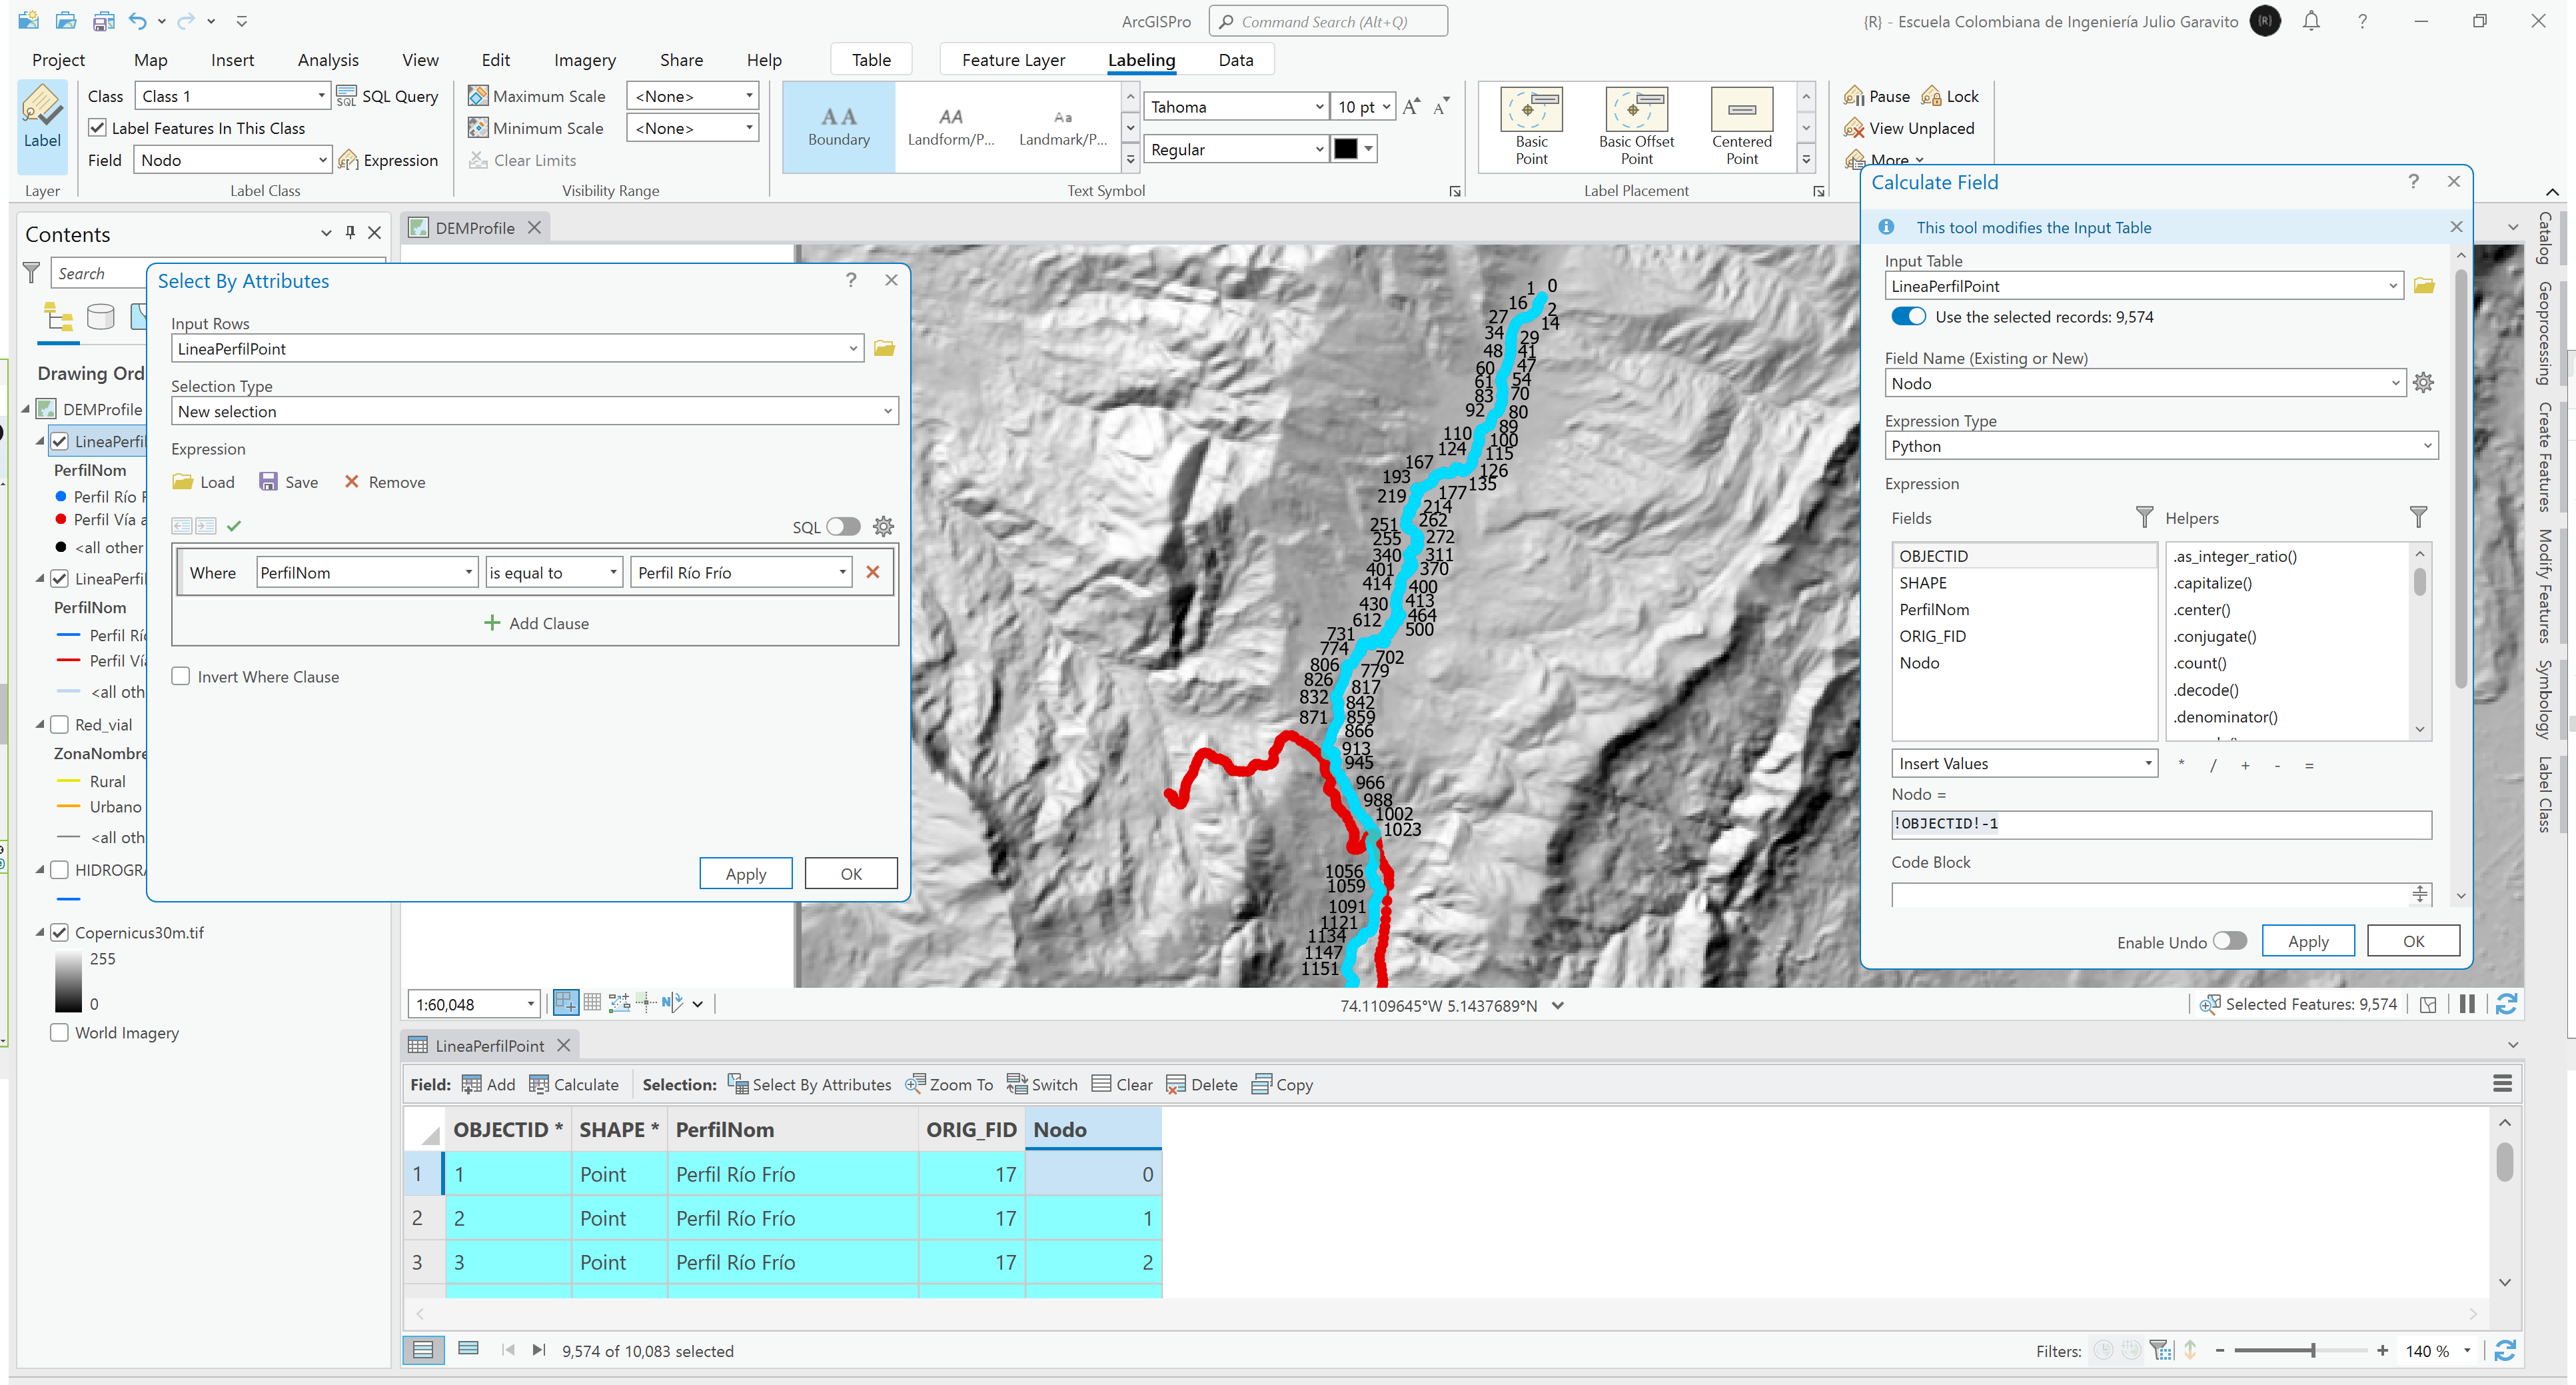 ArcGISPro
Command Search (Alt+Q)
{R} - Escuela Colombiana de Ingeniería Julio Garavito
{R}
Project Map Insert Analysis View Edit Imagery Share Help Table Feature Layer Labeling Data
Label
Layer
Class Class 1 SQL Query
Label Features In This Class
Field Nodo Expression
Label Class
Maximum Scale <None>
Minimum Scale <None>
Clear Limits
Visibility Range
AA Boundary
AA Landform/P...
Aa Landmark/P...
Tahoma 10 pt
Regular
Text Symbol
Basic Point
Basic Offset Point
Centered Point
Label Placement
Pause Lock
View Unplaced
More
Contents
Search
Drawing Ord
DEMProfile
LineaPerfil
PerfilNom
Perfil Río F
Perfil Vía a
<all other
LineaPerfil
PerfilNom
Perfil Río
Perfil Vía
<all oth
Red_vial
ZonaNombre
Rural
Urbano
<all oth
HIDROGRA
Copernicus30m.tif
255
0
World Imagery
DEMProfile
Select By Attributes
Input Rows
LineaPerfilPoint
Selection Type
New selection
Expression
Load Save Remove
SQL
Where PerfilNom is equal to Perfil Río Frío
Add Clause
Invert Where Clause
Apply OK
1 0
16 2
27 14
34 29
48 41
60 47
61 54
83 70
92 80
89
110 100
124 115
167 126
193 135
219 177
214
251 262
255 272
340 311
401 370
414 400
430 413
612 464
731 500
774 702
806 779
826 817
832 842
871 859
866
913
945
966
988
1002
1023
1056
1059
1091
1121
1134
1147
1151
Calculate Field
This tool modifies the Input Table
Input Table
LineaPerfilPoint
Use the selected records: 9,574
Field Name (Existing or New)
Nodo
Expression Type
Python
Expression
Fields Helpers
OBJECTID .as_integer_ratio()
SHAPE .capitalize()
PerfilNom .center()
ORIG_FID .conjugate()
Nodo .count()
.decode()
.denominator()
Insert Values * / + - =
Nodo =
!OBJECTID!-1
Code Block
Enable Undo Apply OK
Catalog
Geoprocessing
Create Features
Modify Features
Symbology
Label Class
1:60,048
74.1109645°W 5.1437689°N
Selected Features: 9,574
LineaPerfilPoint
Field: Add Calculate Selection: Select By Attributes Zoom To Switch Clear Delete Copy
OBJECTID * SHAPE * PerfilNom ORIG_FID Nodo
1 1 Point Perfil Río Frío 17 0
2 2 Point Perfil Río Frío 17 1
3 3 Point Perfil Río Frío 17 2
9,574 of 10,083 selected
Filters: - + 140 %